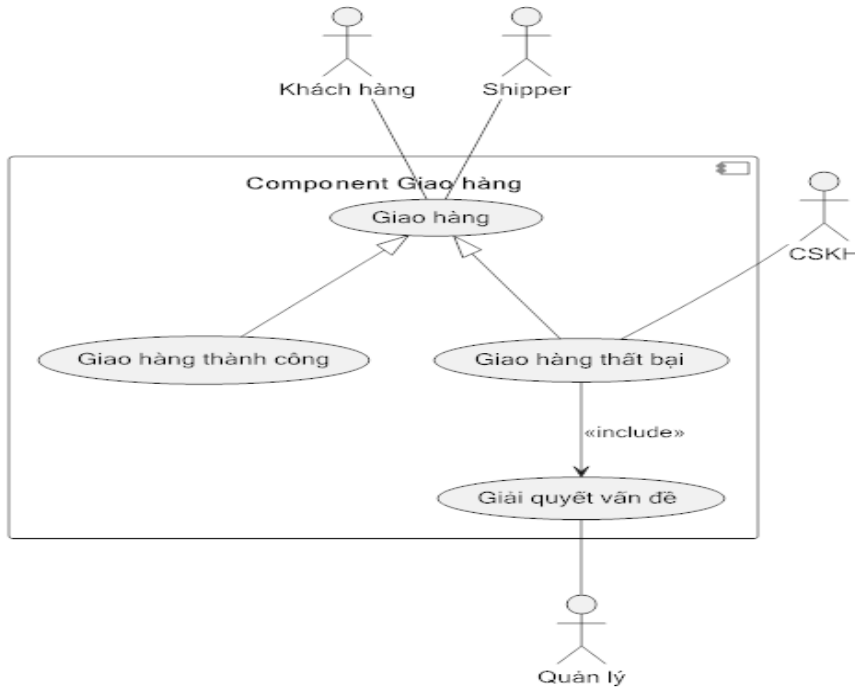 Khách hàng
Shipper
Component Giao hàng
Giao hàng
CSKH
Giao hàng thành công
Giao hàng thất bại
«include»
Giải quyết vấn đề
Quản lý